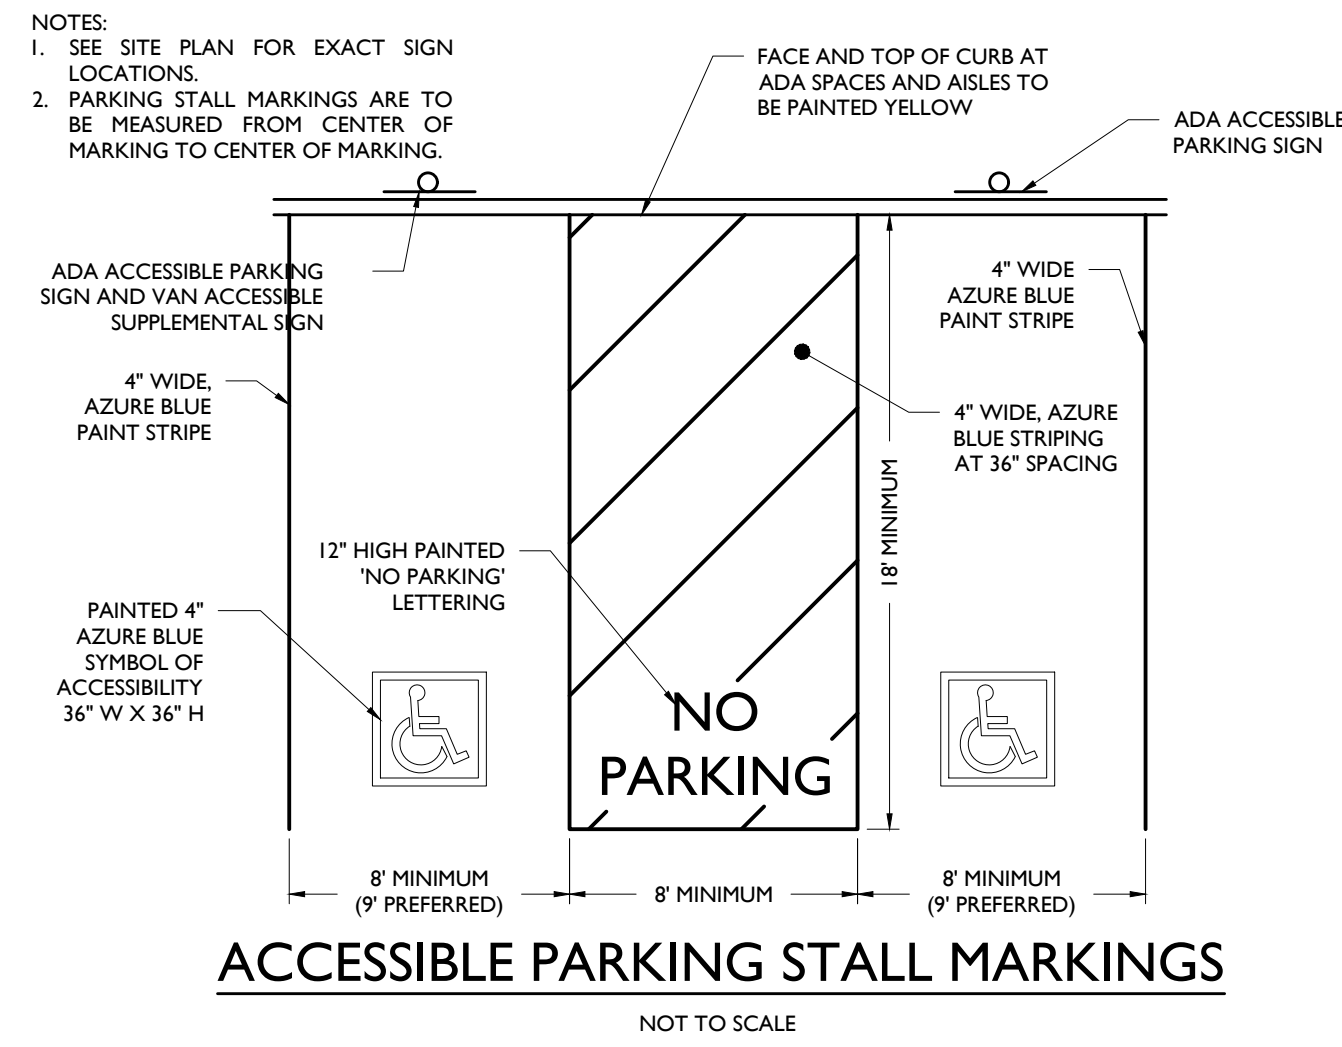 NOTES:
1. SEE SITE PLAN FOR EXACT SIGN
LOCATIONS.
2. PARKING STALL MARKINGS ARE TO
BE MEASURED FROM CENTER OF
MARKING TO CENTER OF MARKING.
FACE AND TOP OF CURB AT
ADA SPACES AND AISLES TO
BE PAINTED YELLOW
ADA ACCESSIBLE
PARKING SIGN
ADA ACCESSIBLE PARKING
SIGN AND VAN ACCESSIBLE
SUPPLEMENTAL SIGN
4" WIDE
AZURE BLUE
PAINT STRIPE
4" WIDE,
AZURE BLUE
PAINT STRIPE
4" WIDE, AZURE
BLUE STRIPING
AT 36" SPACING
18' MINIMUM
12" HIGH PAINTED
'NO PARKING'
LETTERING
PAINTED 4"
AZURE BLUE
SYMBOL OF
ACCESSIBILITY
36" W X 36" H
NO
PARKING
8' MINIMUM
(9' PREFERRED)
8' MINIMUM
8' MINIMUM
(9' PREFERRED)
ACCESSIBLE PARKING STALL MARKINGS
NOT TO SCALE